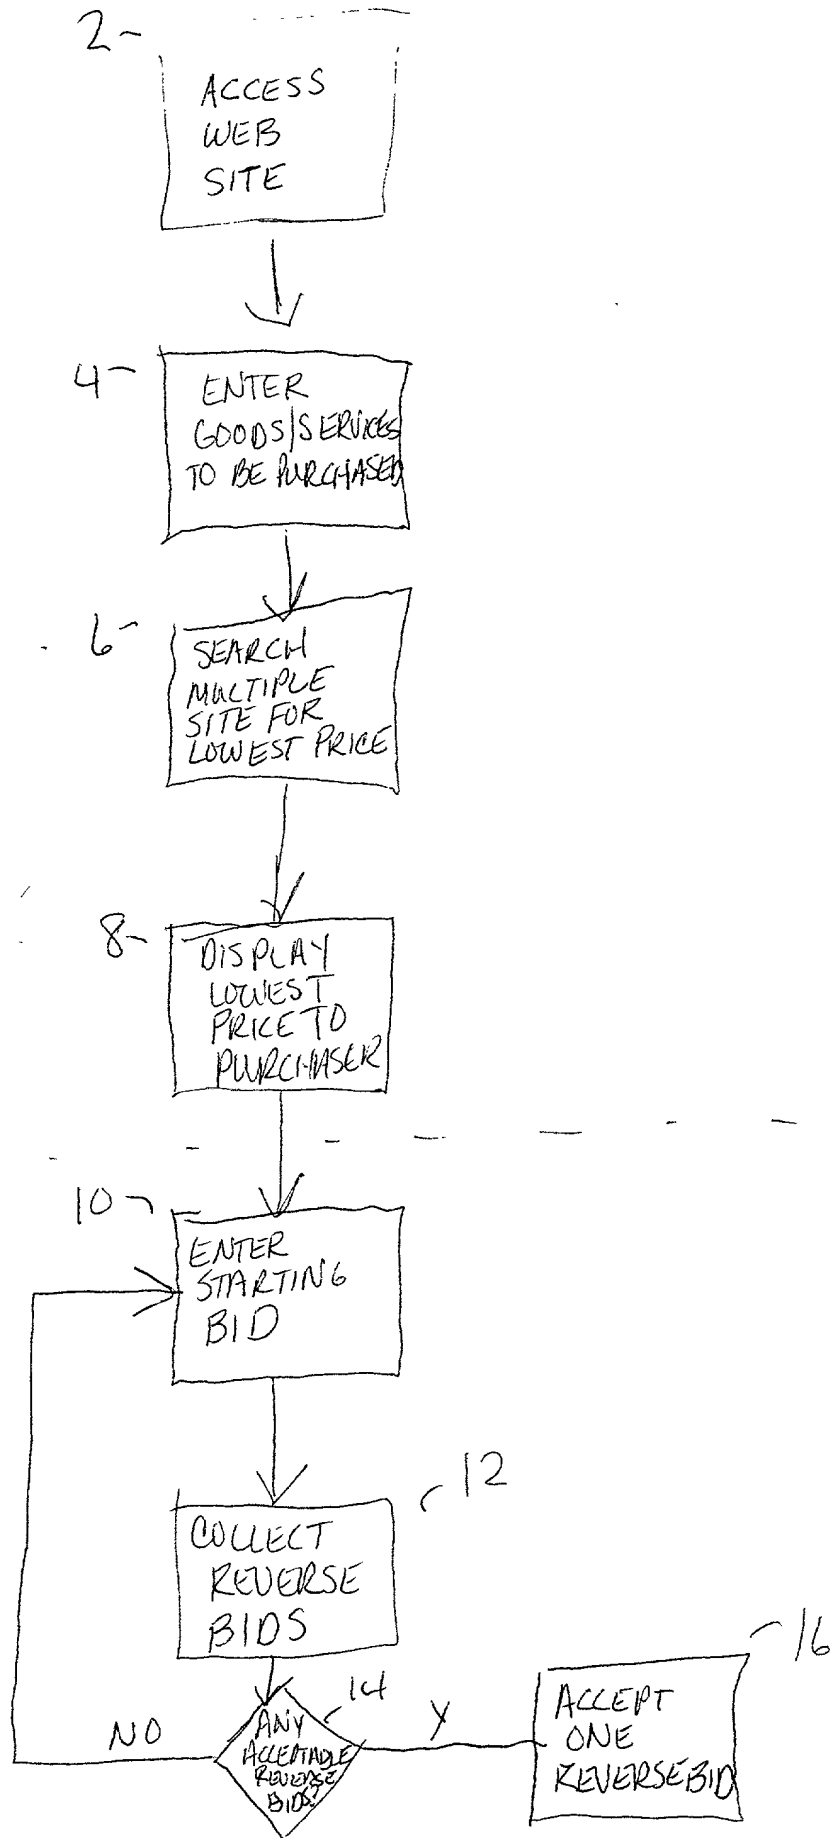 2
ACCESS
WEB
SITE
4
ENTER
GOODS/SERVICES
TO BE PURCHASED
6
SEARCH
MULTIPLE
SITE FOR
LOWEST PRICE
8
DISPLAY
LOWEST
PRICE TO
PURCHASER
10
ENTER
STARTING
BID
12
COLLECT
REVERSE
BIDS
14
ANY
ACCEPTABLE
REVERSE
BIDS?
NO
Y
16
ACCEPT
ONE
REVERSE BID